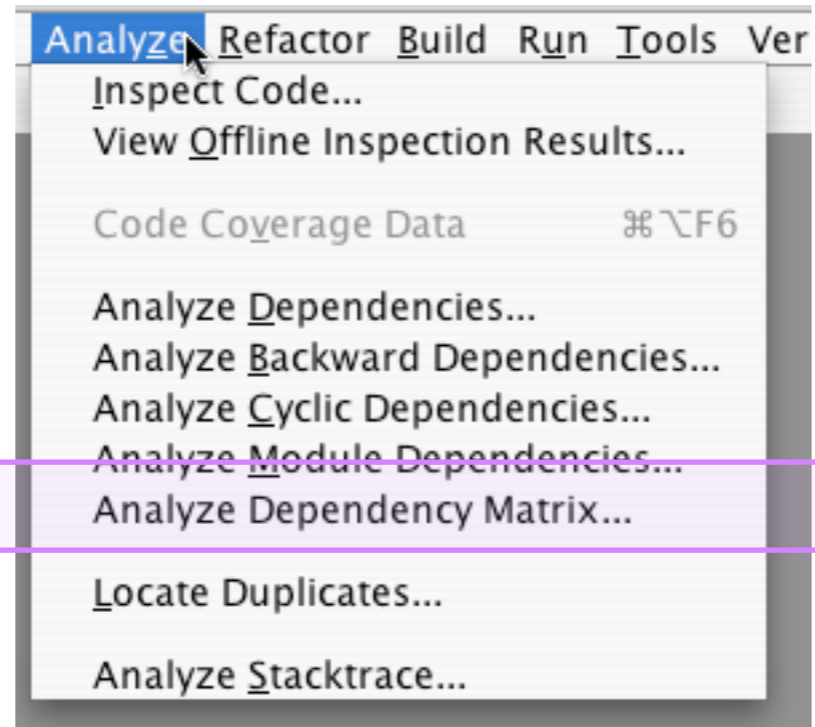 Analyze Refactor Build Run Tools Ver
Inspect Code...
View Offline Inspection Results...
Code Coverage Data ⌘⌥F6
Analyze Dependencies...
Analyze Backward Dependencies...
Analyze Cyclic Dependencies...
Analyze Module Dependencies...
Analyze Dependency Matrix...
Locate Duplicates...
Analyze Stacktrace...